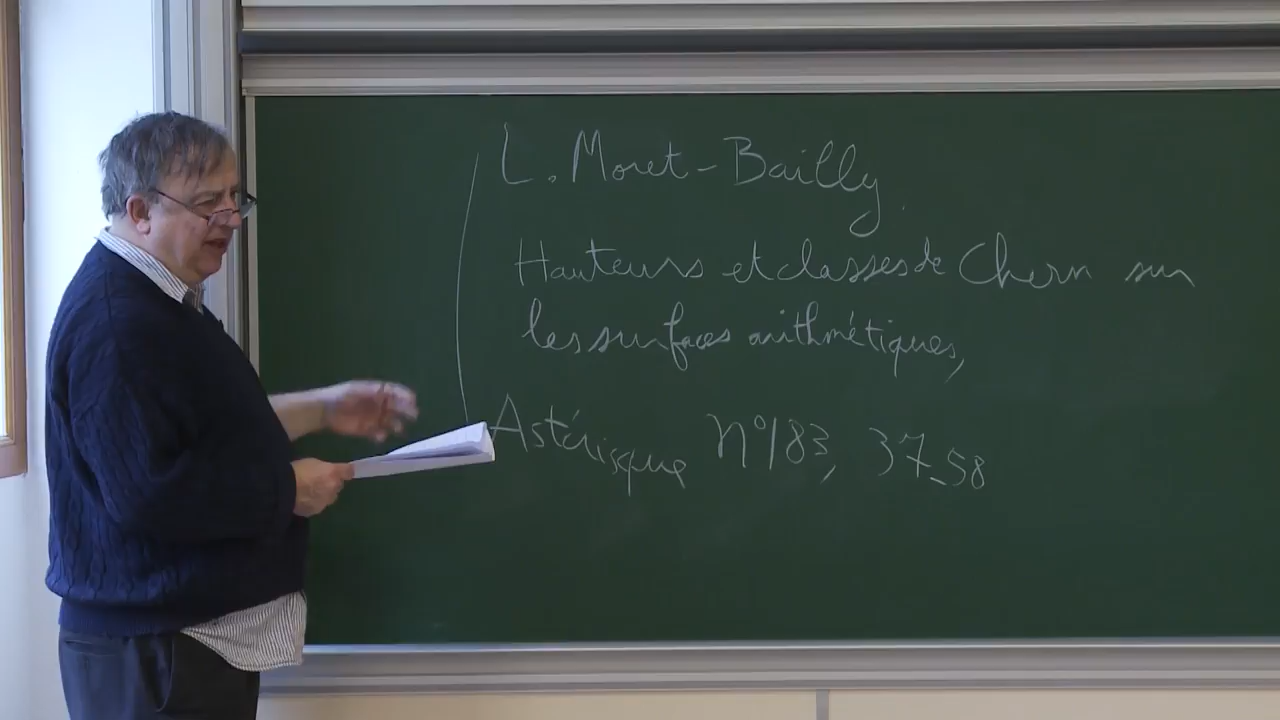 L. Moret-Bailly
Hauteurs et classes de Chern sur
les surfaces arithmétiques,
Astérisque n°183, 37-58